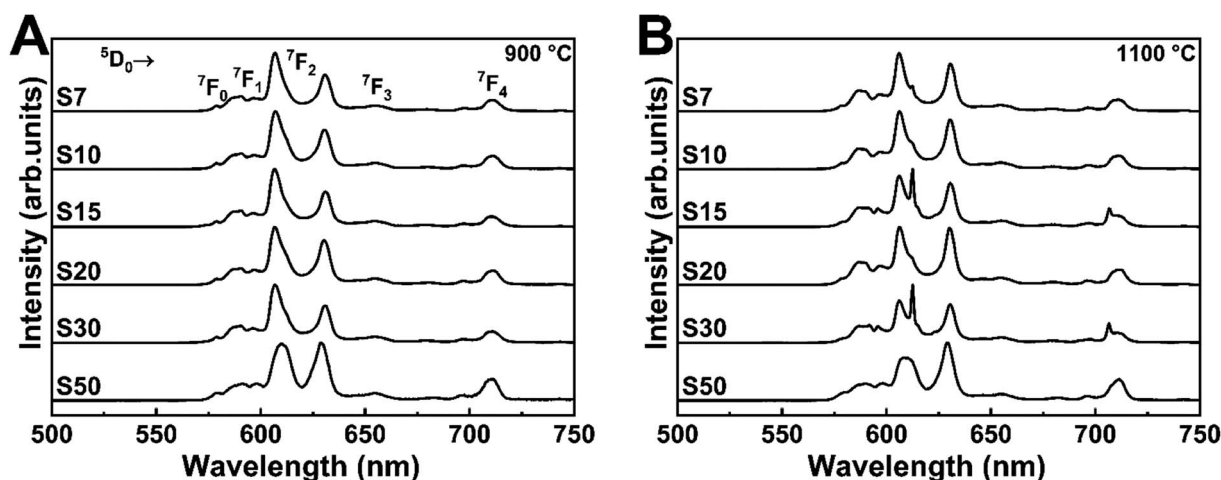 A
⁵D₀→
⁷F₀
⁷F₁
⁷F₂
⁷F₃
⁷F₄
900 °C
S7
S10
S15
S20
S30
S50
Intensity (arb.units)
500 550 600 650 700 750
Wavelength (nm)
B
1100 °C
S7
S10
S15
S20
S30
S50
Intensity (arb.units)
500 550 600 650 700 750
Wavelength (nm)